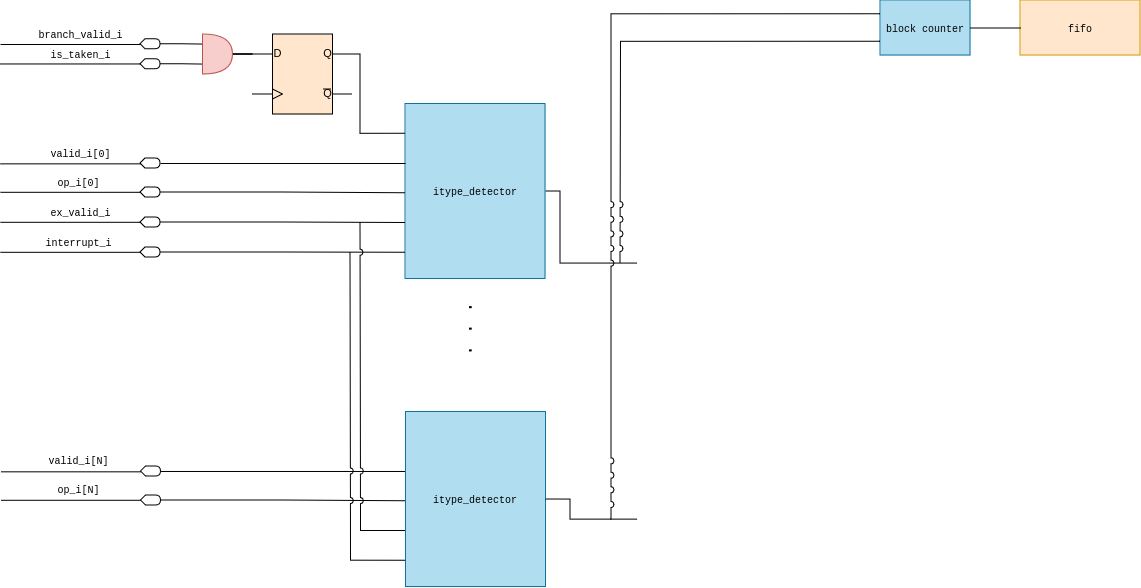 branch_valid_i
is_taken_i
D
Q
Q
block counter
fifo
valid_i[0]
op_i[0]
ex_valid_i
interrupt_i
itype_detector
.
.
.
valid_i[N]
op_i[N]
itype_detector